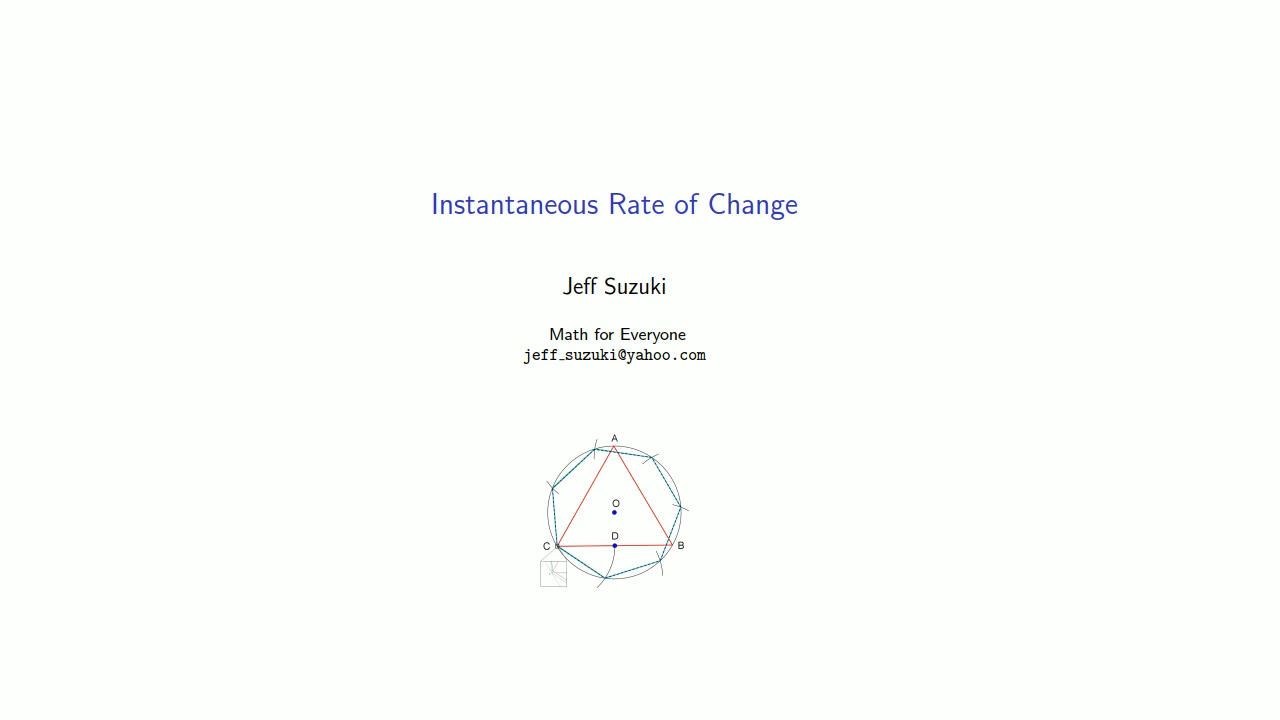 Instantaneous Rate of Change
Jeff Suzuki
Math for Everyone
jeff_suzuki@yahoo.com
A
O
D
C
B